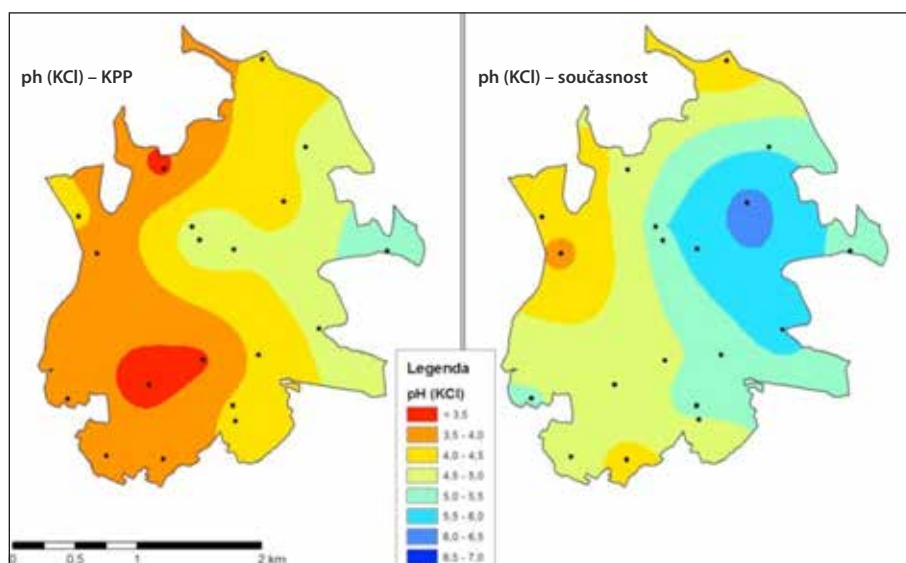 ph (KCl) – KPP
ph (KCl) – současnost
Legenda
pH (KCl)
< 3,5
3,5 - 4,0
4,0 - 4,5
4,5 - 5,0
5,0 - 5,5
5,5 - 6,0
6,0 - 6,5
6,5 - 7,0
0 0.5 1 2 km